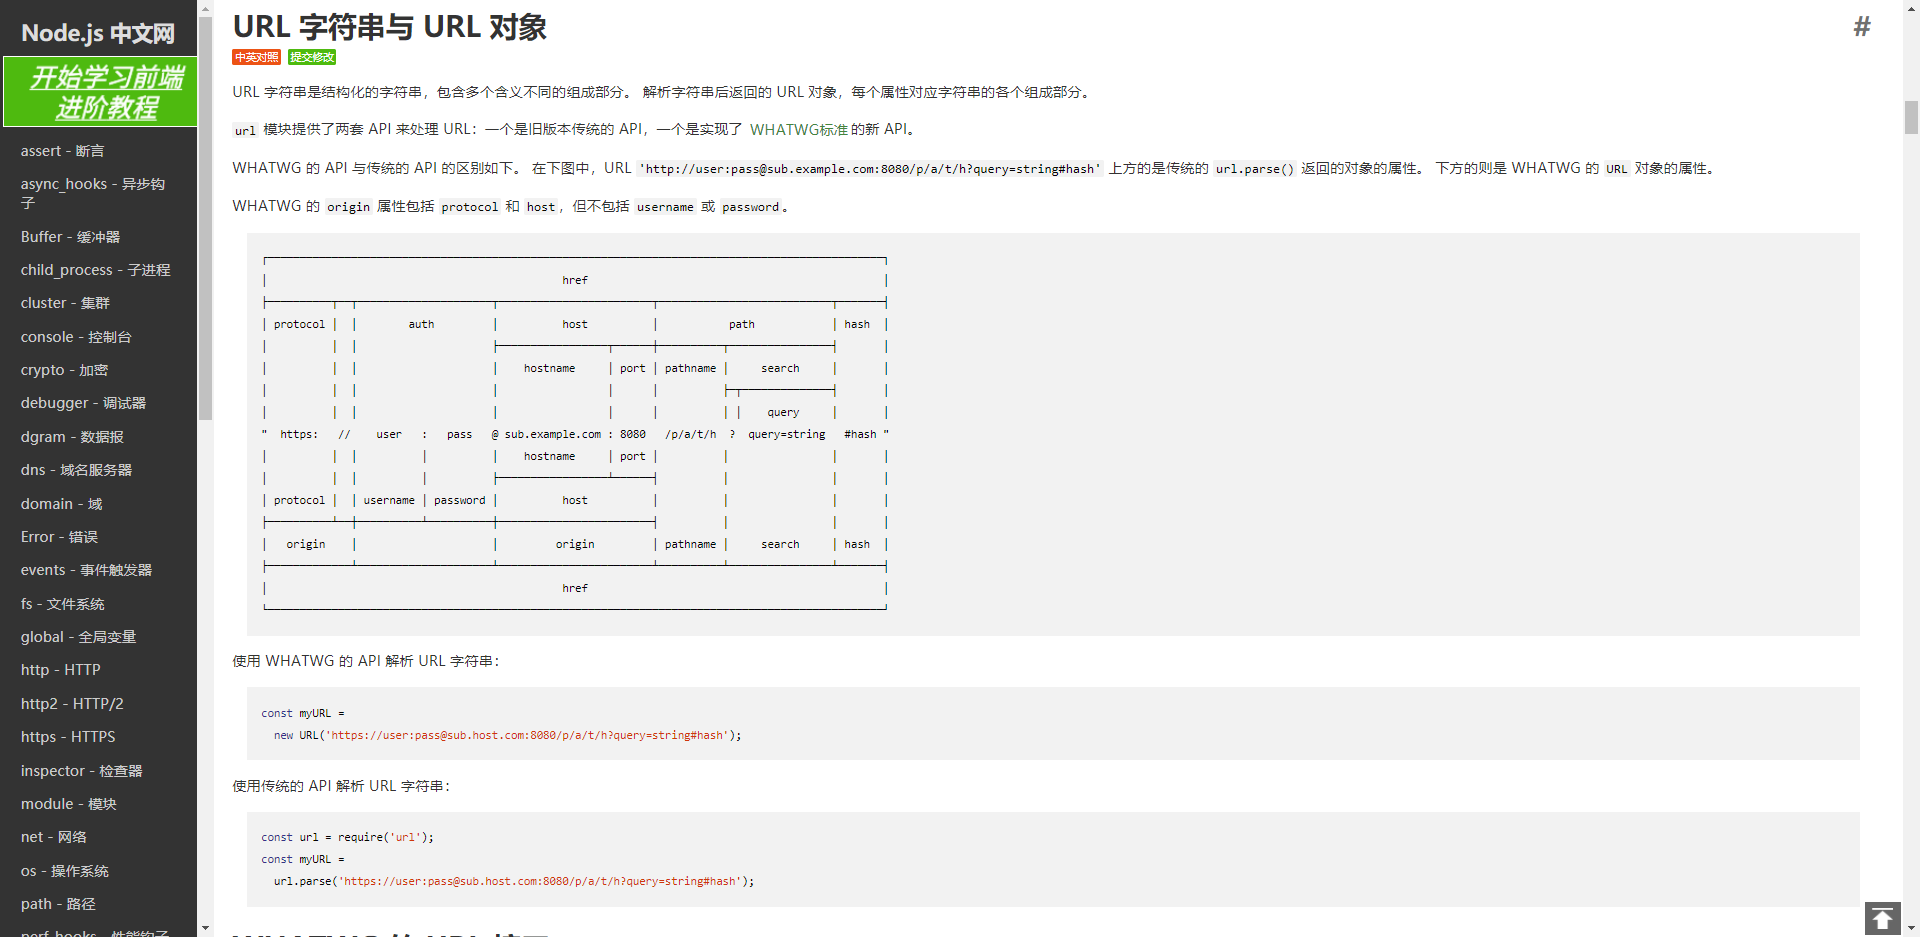 Node.js 中文网
开始学习前端
进阶教程
assert - 断言
async_hooks - 异步钩
子
Buffer - 缓冲器
child_process - 子进程
cluster - 集群
console - 控制台
crypto - 加密
debugger - 调试器
dgram - 数据报
dns - 域名服务器
domain - 域
Error - 错误
events - 事件触发器
fs - 文件系统
global - 全局变量
http - HTTP
http2 - HTTP/2
https - HTTPS
inspector - 检查器
module - 模块
net - 网络
os - 操作系统
path - 路径
perf_hooks - 性能钩子
URL 字符串与 URL 对象 #
中英对照 提交修改
URL 字符串是结构化的字符串，包含多个含义不同的组成部分。 解析字符串后返回的 URL 对象，每个属性对应字符串的各个组成部分。
url 模块提供了两套 API 来处理 URL：一个是旧版本传统的 API，一个是实现了 WHATWG标准的新 API。
WHATWG 的 API 与传统的 API 的区别如下。 在下图中，URL 'http://user:pass@sub.example.com:8080/p/a/t/h?query=string#hash' 上方的是传统的 url.parse() 返回的对象的属性。 下方的则是 WHATWG 的 URL 对象的属性。
WHATWG 的 origin 属性包括 protocol 和 host，但不包括 username 或 password。
href
protocol auth host path hash
hostname port pathname search
query
" https: // user : pass @ sub.example.com : 8080 /p/a/t/h ? query=string #hash "
hostname port
protocol username password host
origin origin pathname search hash
href
使用 WHATWG 的 API 解析 URL 字符串：
const myURL =
new URL('https://user:pass@sub.host.com:8080/p/a/t/h?query=string#hash');
使用传统的 API 解析 URL 字符串：
const url = require('url');
const myURL =
url.parse('https://user:pass@sub.host.com:8080/p/a/t/h?query=string#hash');